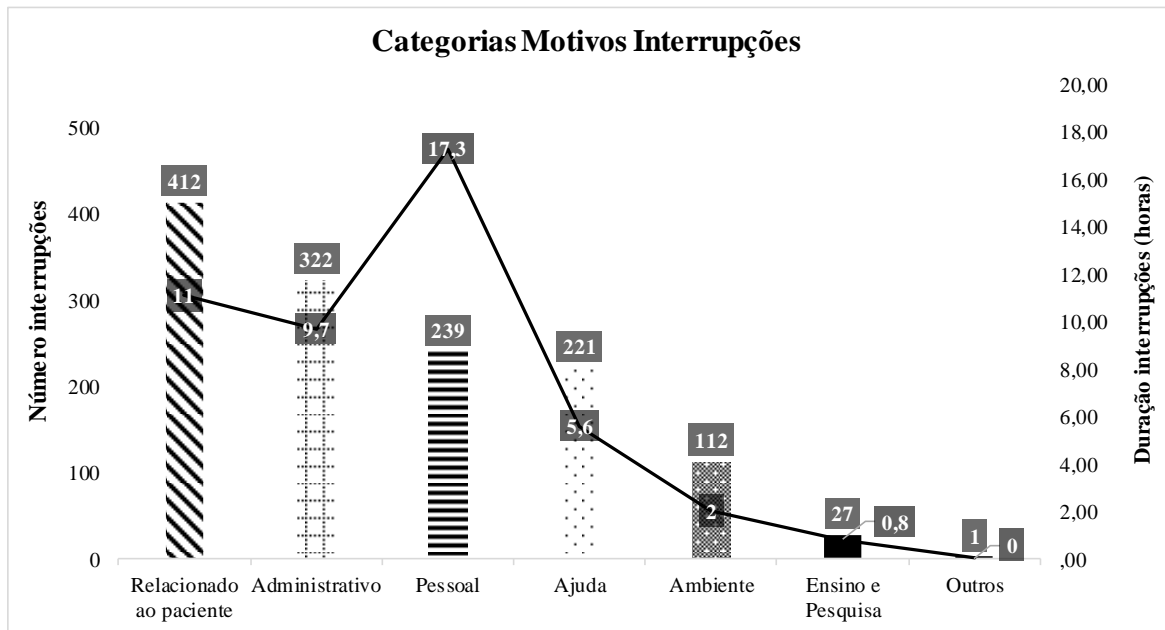 Categorias Motivos Interrupções
Número interrupções
500
400
300
200
100
0
20,00
18,00
16,00
14,00
12,00
10,00
8,00
6,00
4,00
2,00
,00
Duração interrupções (horas)
412
322
239
221
112
27
1
11
9,7
17,3
5,6
2
0,8
0
Relacionado
ao paciente
Administrativo
Pessoal
Ajuda
Ambiente
Ensino e
Pesquisa
Outros